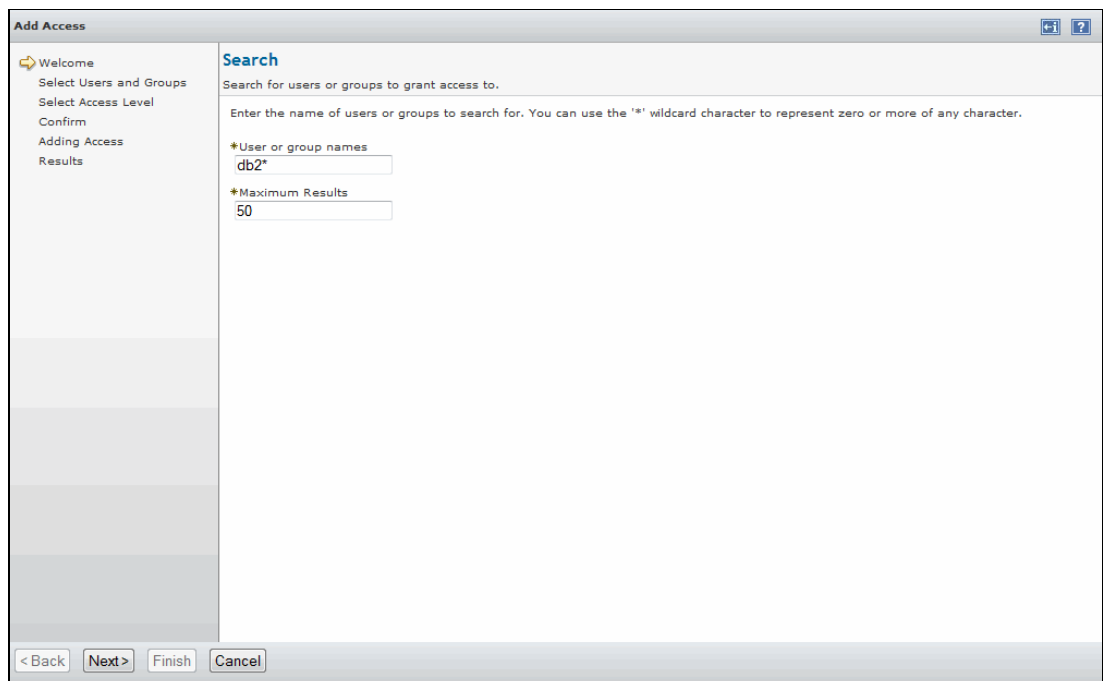 Add Access
i ?
Welcome
Select Users and Groups
Select Access Level
Confirm
Adding Access
Results
Search
Search for users or groups to grant access to.
Enter the name of users or groups to search for. You can use the '*' wildcard character to represent zero or more of any character.
*User or group names
db2*
*Maximum Results
50
< Back Next > Finish Cancel